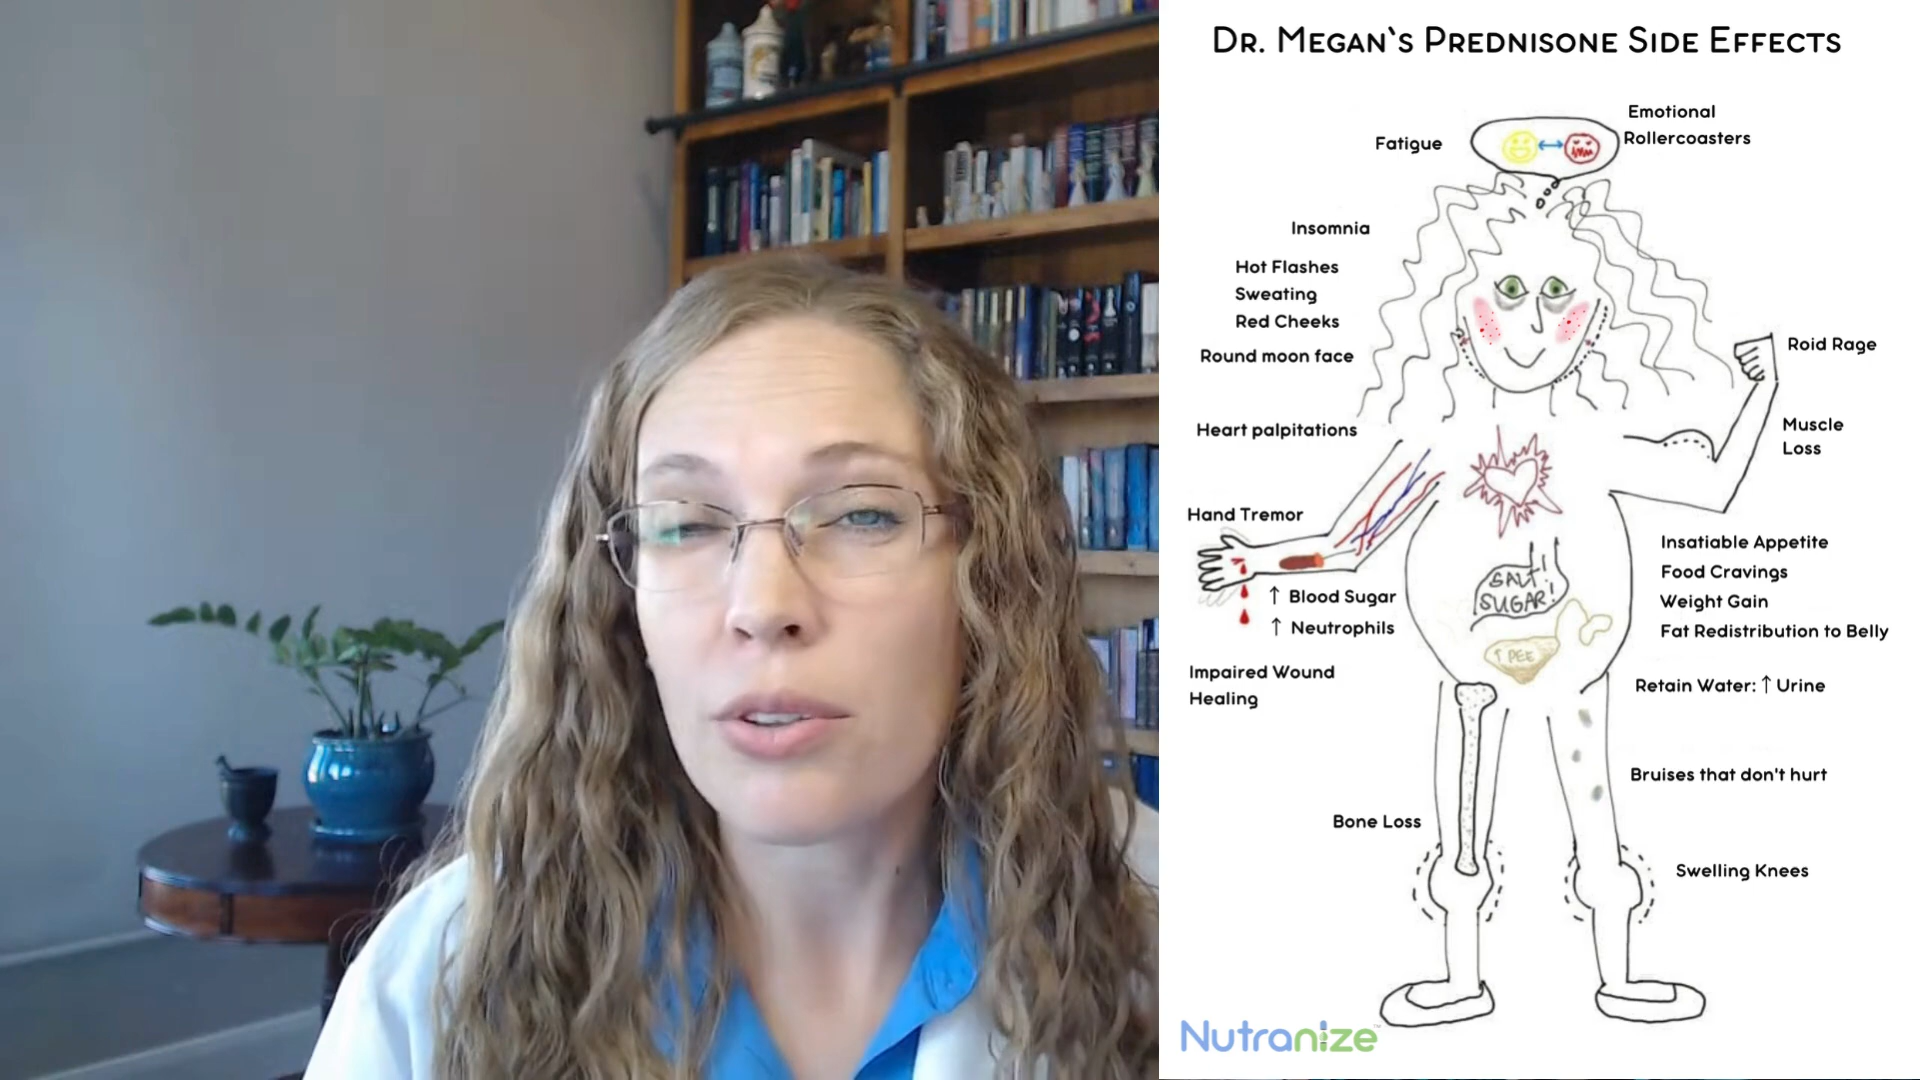 Dr. Megan`s Prednisone Side Effects
Emotional
Rollercoasters
Fatigue
Insomnia
Hot Flashes
Sweating
Red Cheeks
Round moon face
Roid Rage
Muscle
Loss
Heart palpitations
Hand Tremor
↑ Blood Sugar
↑ Neutrophils
Insatiable Appetite
Food Cravings
Weight Gain
Fat Redistribution to Belly
SALT!
SUGAR!
↑ PEE
Impaired Wound
Healing
Retain Water: ↑ Urine
Bruises that don't hurt
Bone Loss
Swelling Knees
Nutranize